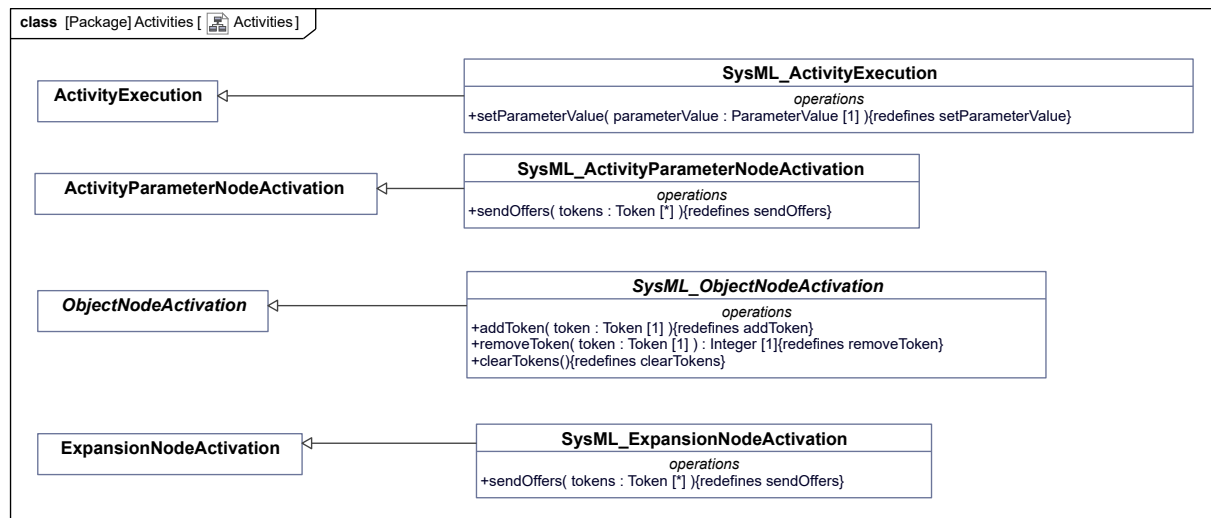 class [Package] Activities [ Activities ]
ActivityExecution
SysML_ActivityExecution
operations
+setParameterValue( parameterValue : ParameterValue [1] ){redefines setParameterValue}
ActivityParameterNodeActivation
SysML_ActivityParameterNodeActivation
operations
+sendOffers( tokens : Token [*] ){redefines sendOffers}
ObjectNodeActivation
SysML_ObjectNodeActivation
operations
+addToken( token : Token [1] ){redefines addToken}
+removeToken( token : Token [1] ) : Integer [1]{redefines removeToken}
+clearTokens(){redefines clearTokens}
ExpansionNodeActivation
SysML_ExpansionNodeActivation
operations
+sendOffers( tokens : Token [*] ){redefines sendOffers}